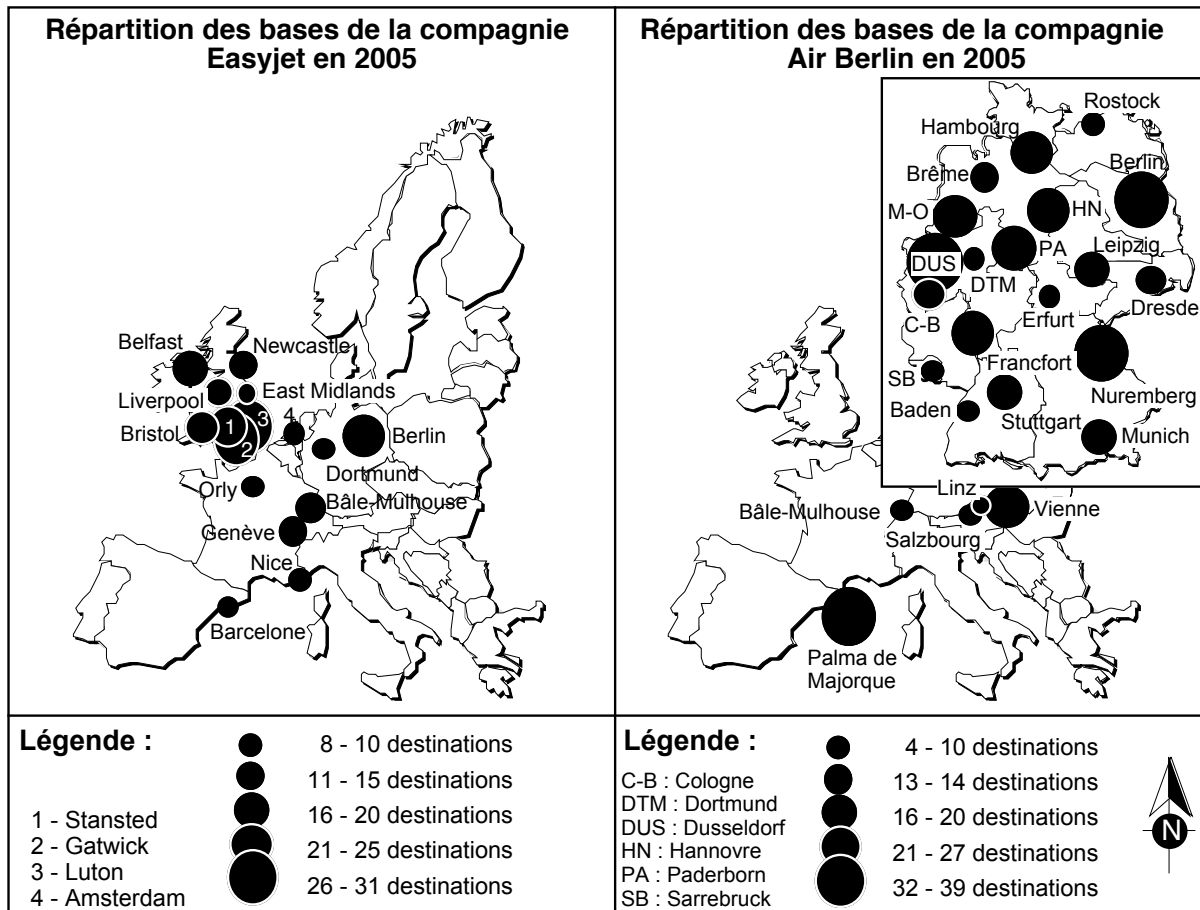 Répartition des bases de la compagnie
Easyjet en 2005
Belfast
Newcastle
East Midlands
Liverpool
4
3
Bristol
1
2
Berlin
Dortmund
Orly
Bâle-Mulhouse
Genève
Nice
Barcelone
Légende :
1 - Stansted
2 - Gatwick
3 - Luton
4 - Amsterdam
8 - 10 destinations
11 - 15 destinations
16 - 20 destinations
21 - 25 destinations
26 - 31 destinations
Répartition des bases de la compagnie
Air Berlin en 2005
Rostock
Hambourg
Berlin
Brême
M-O
HN
PA
Leipzig
DUS
DTM
Dresde
Erfurt
C-B
Francfort
SB
Nuremberg
Baden
Stuttgart
Munich
Linz
Bâle-Mulhouse
Vienne
Salzbourg
Palma de
Majorque
Légende :
C-B : Cologne
DTM : Dortmund
DUS : Dusseldorf
HN : Hannovre
PA : Paderborn
SB : Sarrebruck
4 - 10 destinations
13 - 14 destinations
16 - 20 destinations
21 - 27 destinations
32 - 39 destinations
N